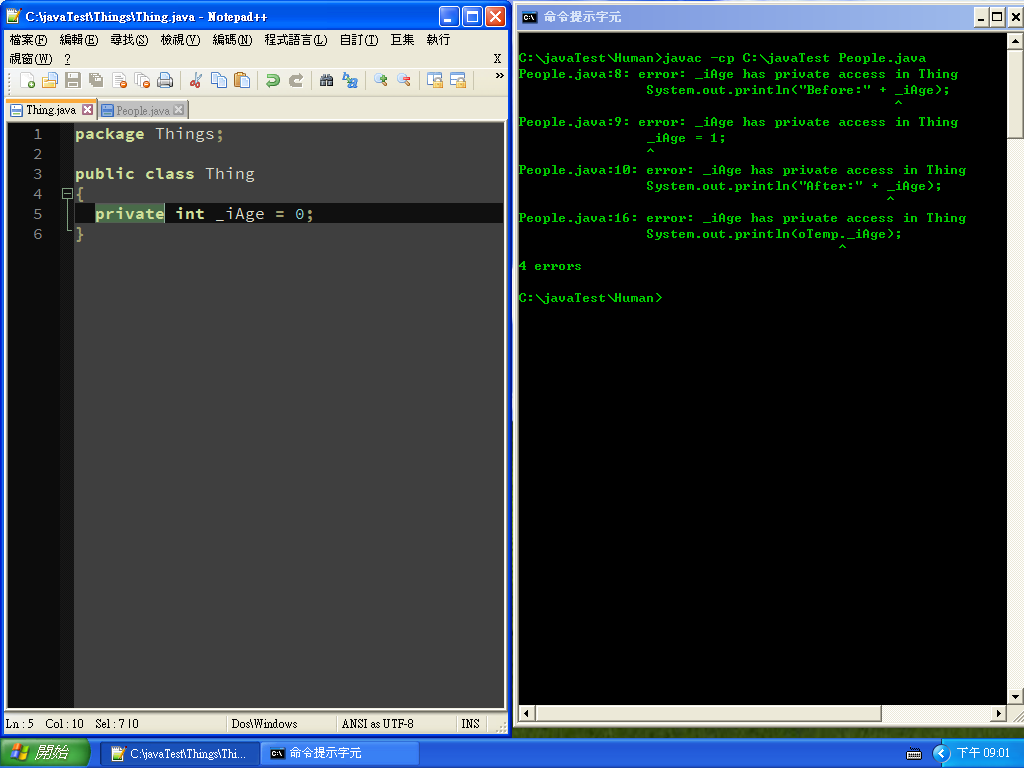 C:\javaTest\Things\Thing.java - Notepad++
檔案(F) 編輯(E) 尋找(S) 檢視(V) 編碼(N) 程式語言(L) 自訂(T) 巨集 執行
視窗(W) ? X
»
Thing.java People.java
1 package Things;
2
3 public class Thing
4 {
5 private int _iAge = 0;
6 }
Ln : 5 Col : 10 Sel : 7 | 0 Dos\Windows ANSI as UTF-8 INS
命令提示字元
C:\javaTest\Human>javac -cp C:\javaTest People.java
People.java:8: error: _iAge has private access in Thing
System.out.println("Before:" + _iAge);
^
People.java:9: error: _iAge has private access in Thing
_iAge = 1;
^
People.java:10: error: _iAge has private access in Thing
System.out.println("After:" + _iAge);
^
People.java:16: error: _iAge has private access in Thing
System.out.println(oTemp._iAge);
^
4 errors
C:\javaTest\Human>
開始 C:\javaTest\Things\Thi... 命令提示字元 下午 09:01